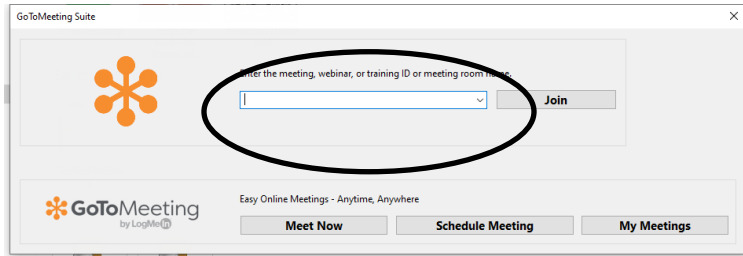 GoToMeeting Suite
Enter the meeting, webinar, or training ID or meeting room name.
Join
GoToMeeting
by LogMeIn
Easy Online Meetings - Anytime, Anywhere
Meet Now
Schedule Meeting
My Meetings